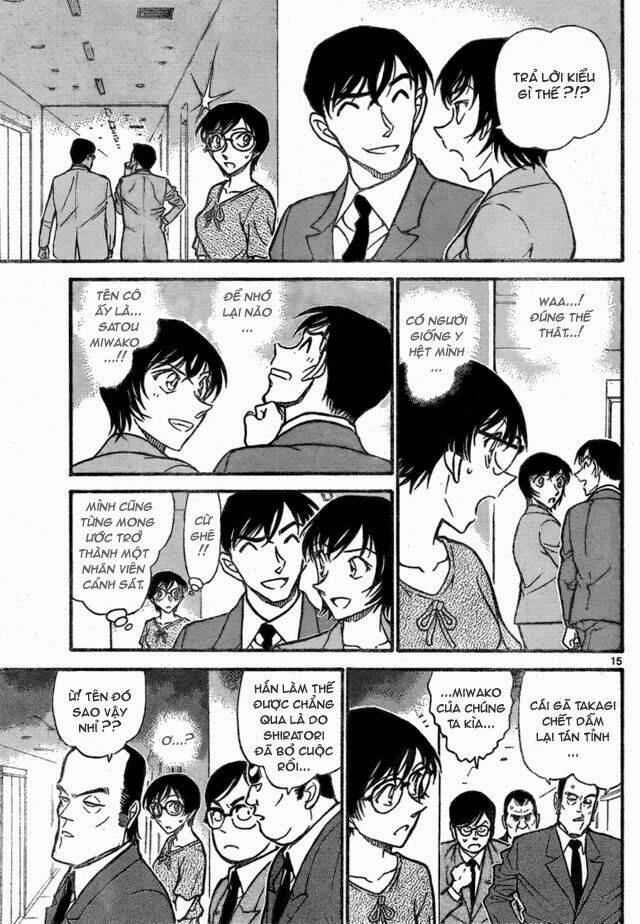 TRẢ LỜI KIỂU
GÌ THẾ ?!?
WAA...!
ĐÚNG THẾ
THẬT...!
CÓ NGƯỜI
GIỐNG Y
HỆT MÌNH
...
ĐỂ NHỚ
LẠI NÀO
...
TÊN CÔ
ẤY LÀ...
SATOU
MIWAKO
...!!
CỪ
GHÊ
!!
MÌNH CŨNG
TỪNG MONG
ƯỚC TRỞ
THÀNH MỘT
NHÂN VIÊN
CẢNH SÁT.
15
CÁI GÃ TAKAGI
CHẾT DẦM
LẠI TÁN TỈNH
...
...MIWAKO
CỦA CHÚNG
TA KÌA...
HẮN LÀM THẾ
ĐƯỢC CHẲNG
QUA LÀ DO
SHIRATORI
ĐÃ BỎ CUỘC
RỒI...
Ơ...?
Ừ! TÊN ĐÓ
SAO VẬY
NHỈ ?